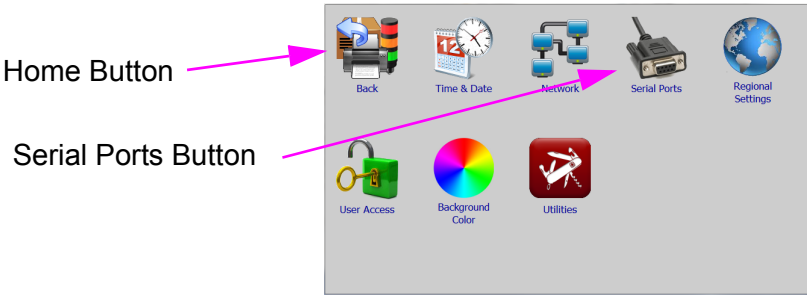 Home Button
Serial Ports Button
12
Back
Time & Date
Network
Serial Ports
Regional
Settings
User Access
Background
Color
Utilities